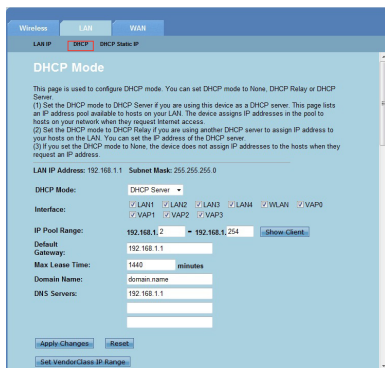 Wireless LAN WAN
LAN IP DHCP DHCP Static IP
DHCP Mode
This page is used to configure DHCP mode. You can set DHCP mode to None, DHCP Relay or DHCP
Server.
(1) Set the DHCP mode to DHCP Server if you are using this device as a DHCP server. This page lists
an IP address pool available to hosts on your LAN. The device assigns IP addresses in the pool to
hosts on your network when they request Internet access.
(2) Set the DHCP mode to DHCP Relay if you are using another DHCP server to assign IP address to
your hosts on the LAN. You can set the IP address of the DHCP server.
(3) If you set the DHCP mode to None, the device does not assign IP addresses to the hosts when they
request an IP address.
LAN IP Address: 192.168.1.1 Subnet Mask: 255.255.255.0
DHCP Mode: DHCP Server
Interface: LAN1 LAN2 LAN3 LAN4 WLAN VAP0
VAP1 VAP2 VAP3
IP Pool Range: 192.168.1. 2 - 192.168.1. 254 Show Client
Default
Gateway: 192.168.1.1
Max Lease Time: 1440 minutes
Domain Name: domain.name
DNS Servers: 192.168.1.1
Apply Changes Reset
Set VendorClass IP Range